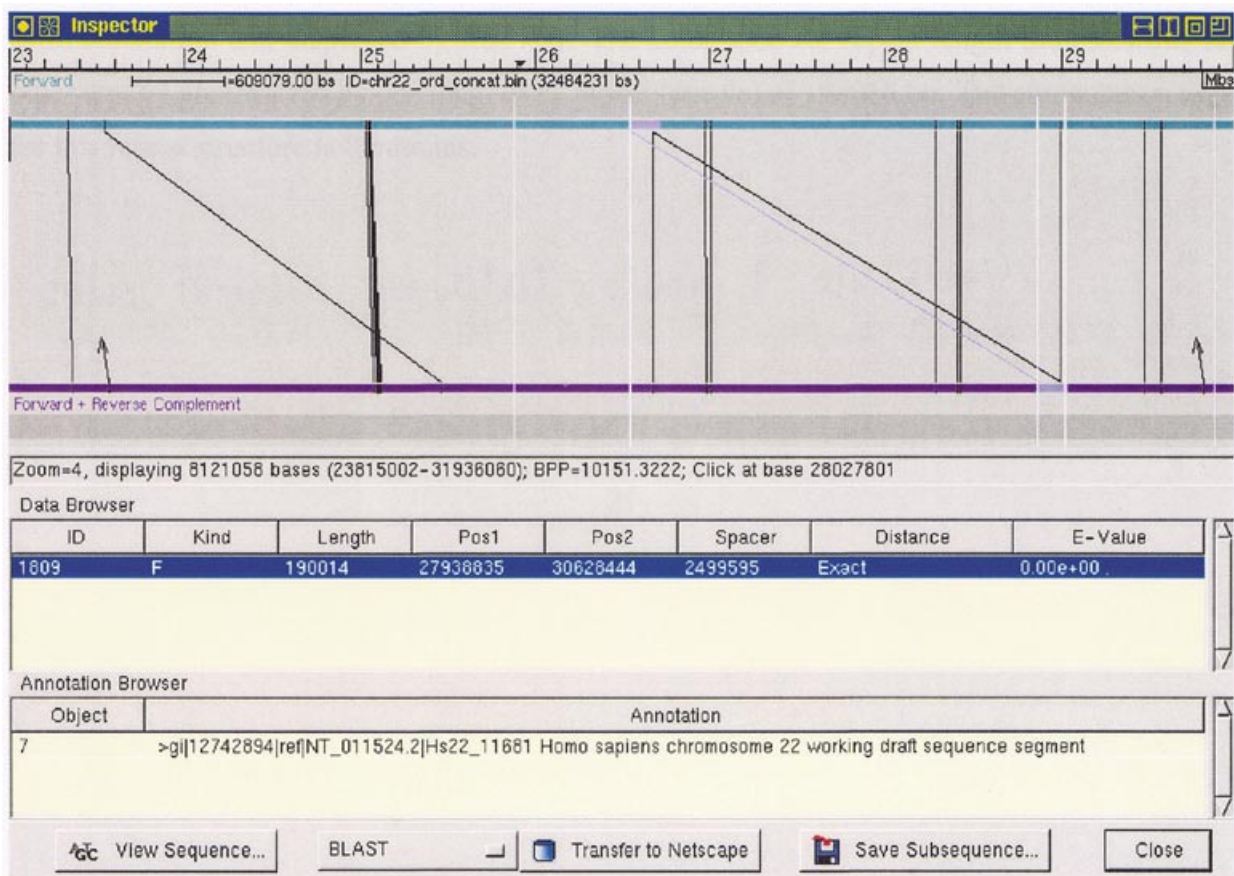 Inspector
23 24 25 26 27 28 29
Forward =609079.00 bs ID=chr22_ord_concat.bin (32484231 bs) Mbs
Forward + Reverse Complement
Zoom=4, displaying 8121058 bases (23815002-31936060); BPP=10151.3222; Click at base 28027801
Data Browser
ID Kind Length Pos1 Pos2 Spacer Distance E-Value
1809 F 190014 27938835 30628444 2499595 Exact 0.00e+00
Annotation Browser
Object Annotation
7 >gi|12742894|ref|NT_011524.2|Hs22_11681 Homo sapiens chromosome 22 working draft sequence segment
AGC View Sequence... BLAST Transfer to Netscape Save Subsequence... Close